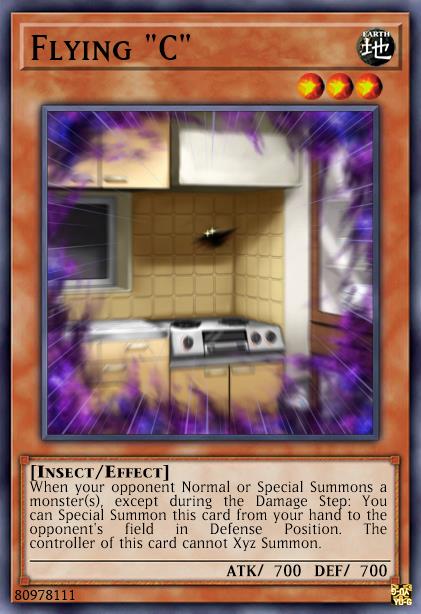 FLYING "C"
EARTH
地
[INSECT/EFFECT]
When your opponent Normal or Special Summons a
monster(s), except during the Damage Step: You
can Special Summon this card from your hand to the
opponent's field in Defense Position. The
controller of this card cannot Xyz Summon.
ATK/ 700 DEF/ 700
80978111